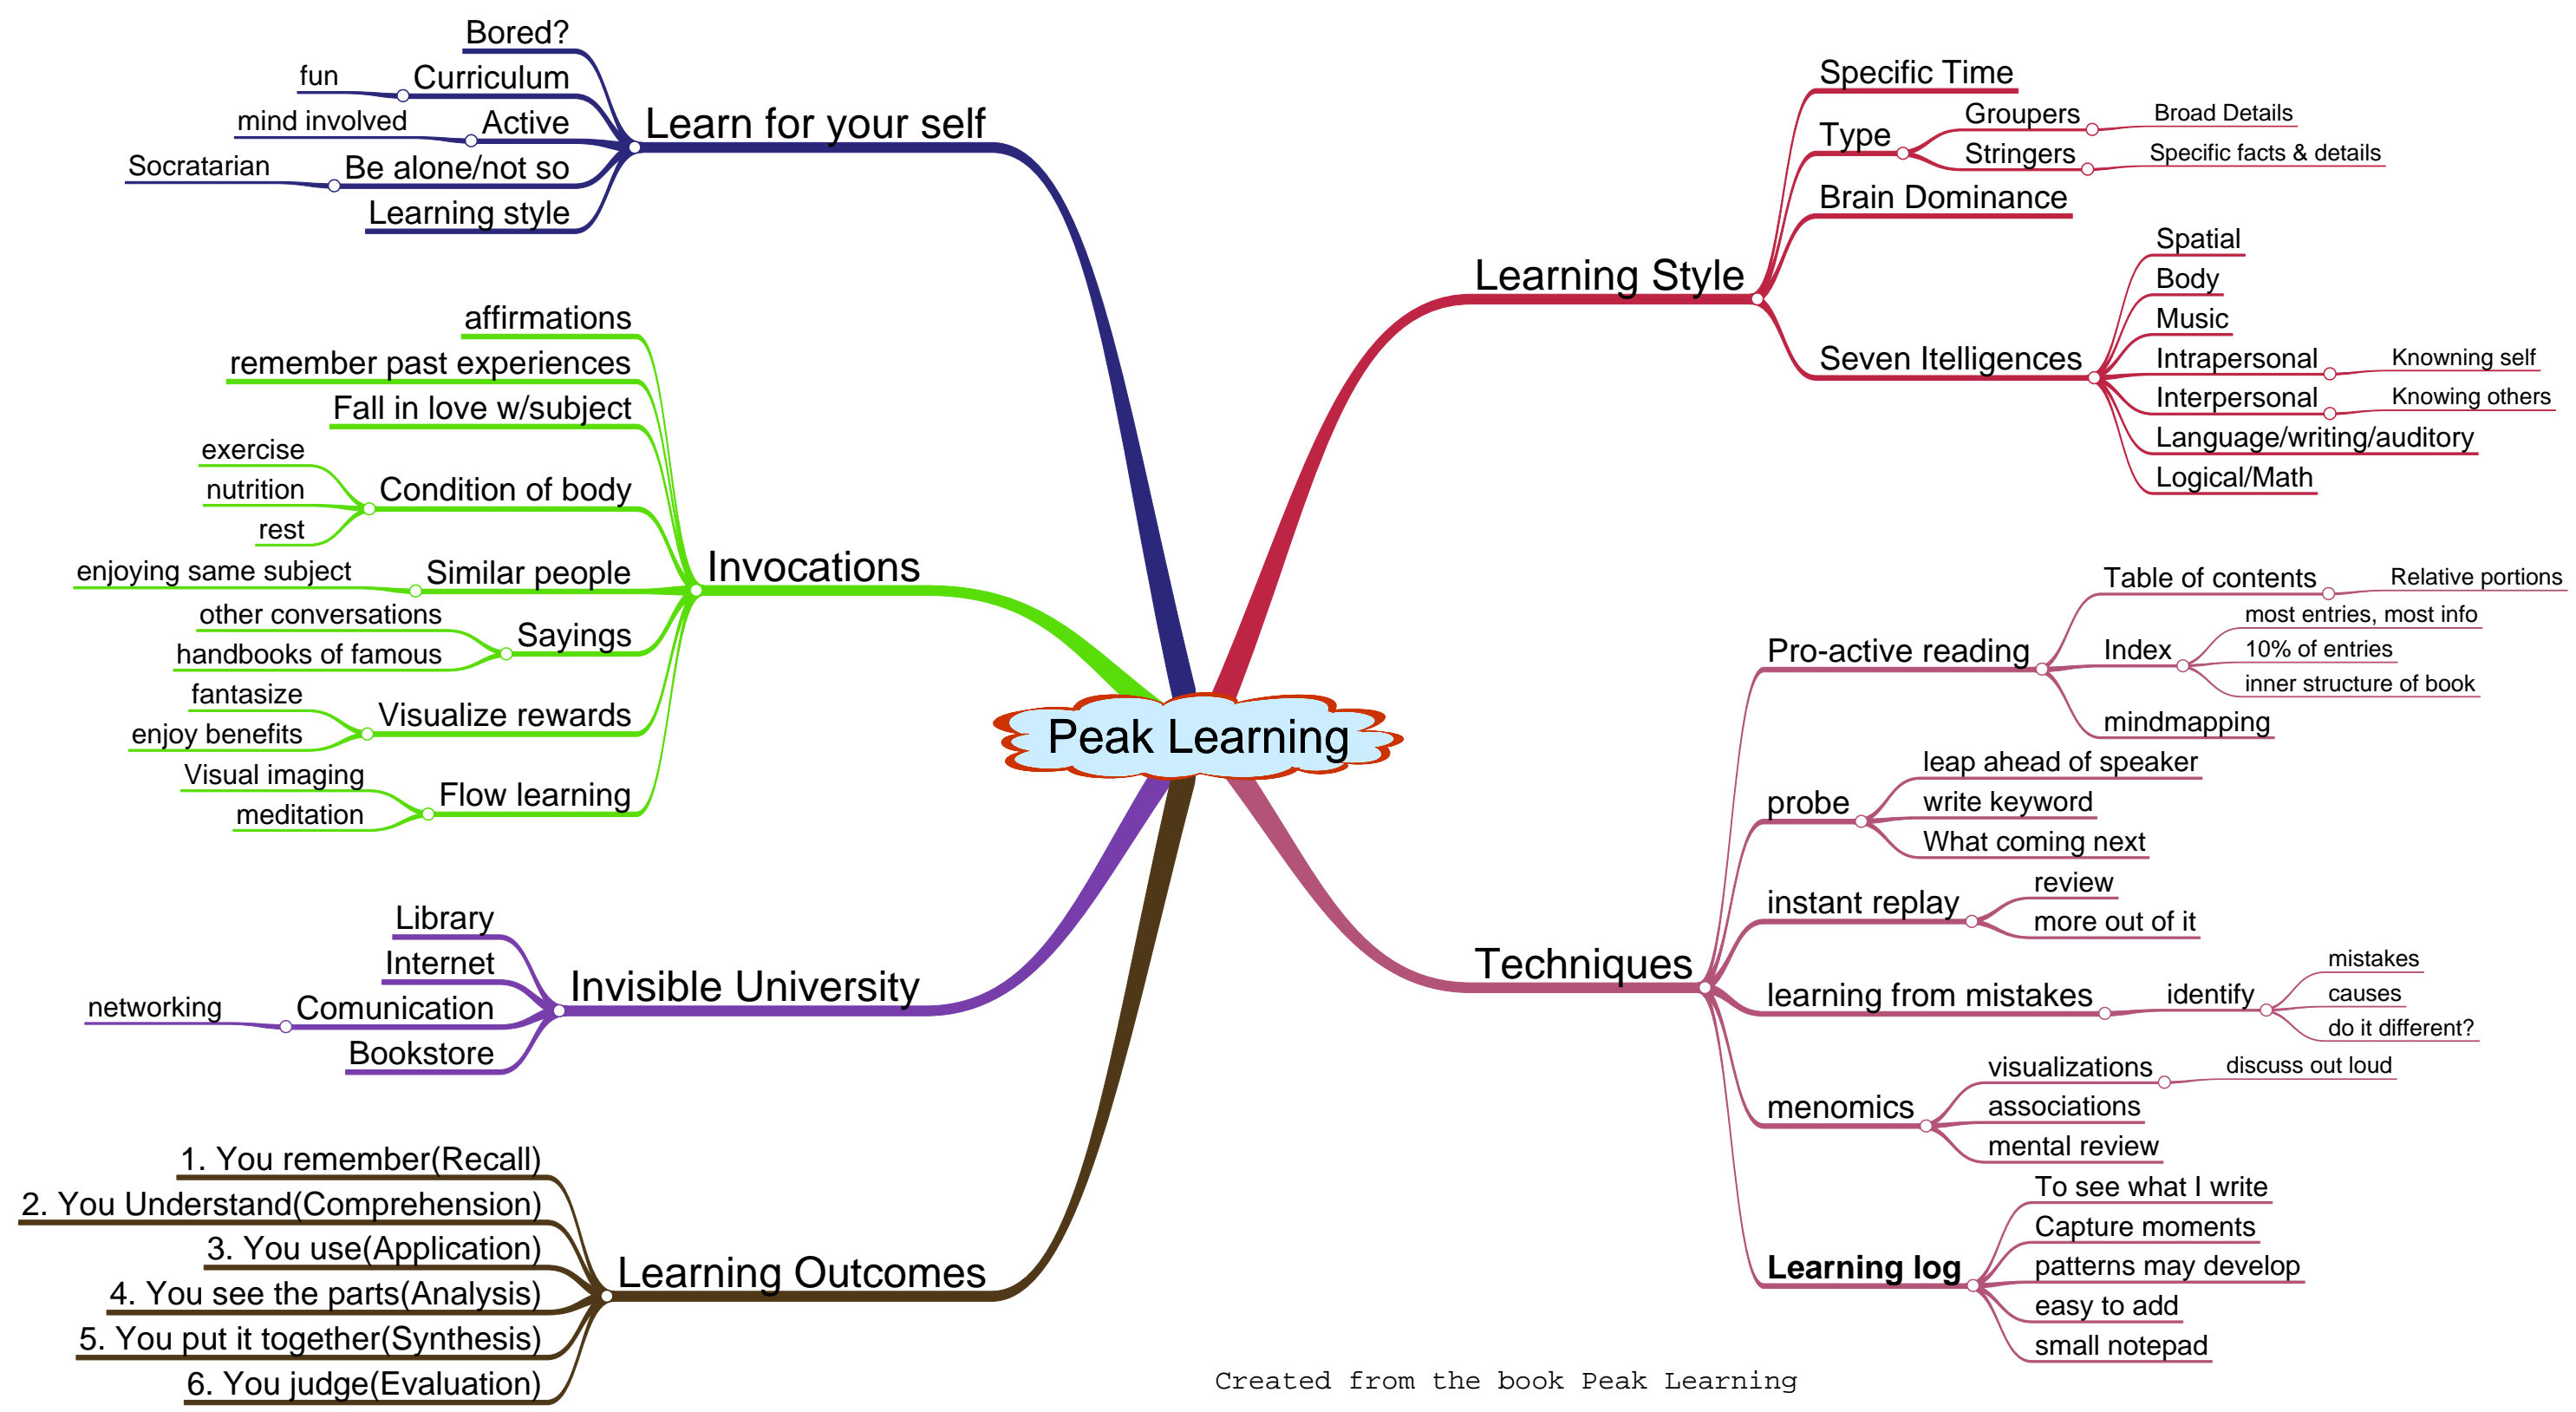 Peak Learning
Learn for your self
Bored?
Curriculum
fun
Active
mind involved
Be alone/not so
Socratarian
Learning style
Invocations
affirmations
remember past experiences
Fall in love w/subject
Condition of body
exercise
nutrition
rest
Similar people
enjoying same subject
Sayings
other conversations
handbooks of famous
Visualize rewards
fantasize
enjoy benefits
Flow learning
Visual imaging
meditation
Invisible University
Library
Internet
Comunication
networking
Bookstore
Learning Outcomes
1. You remember(Recall)
2. You Understand(Comprehension)
3. You use(Application)
4. You see the parts(Analysis)
5. You put it together(Synthesis)
6. You judge(Evaluation)
Learning Style
Specific Time
Type
Groupers
Broad Details
Stringers
Specific facts & details
Brain Dominance
Seven Itelligences
Spatial
Body
Music
Intrapersonal
Knowning self
Interpersonal
Knowing others
Language/writing/auditory
Logical/Math
Techniques
Pro-active reading
Table of contents
Relative portions
Index
most entries, most info
10% of entries
inner structure of book
mindmapping
probe
leap ahead of speaker
write keyword
What coming next
instant replay
review
more out of it
learning from mistakes
identify
mistakes
causes
do it different?
menomics
visualizations
discuss out loud
associations
mental review
Learning log
To see what I write
Capture moments
patterns may develop
easy to add
small notepad
Created from the book Peak Learning